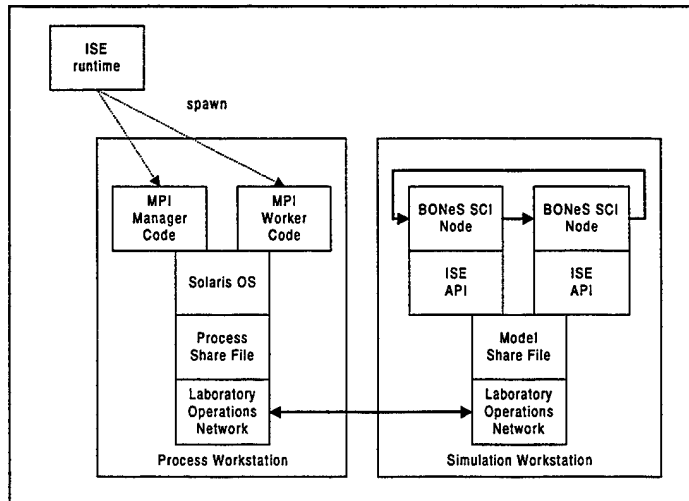 ISE
runtime
spawn
MPI
Manager
Code
MPI
Worker
Code
Solaris OS
Process
Share File
Laboratory
Operations
Network
Process Workstation
BONeS SCI
Node
BONeS SCI
Node
ISE
API
ISE
API
Model
Share File
Laboratory
Operations
Network
Simulation Workstation